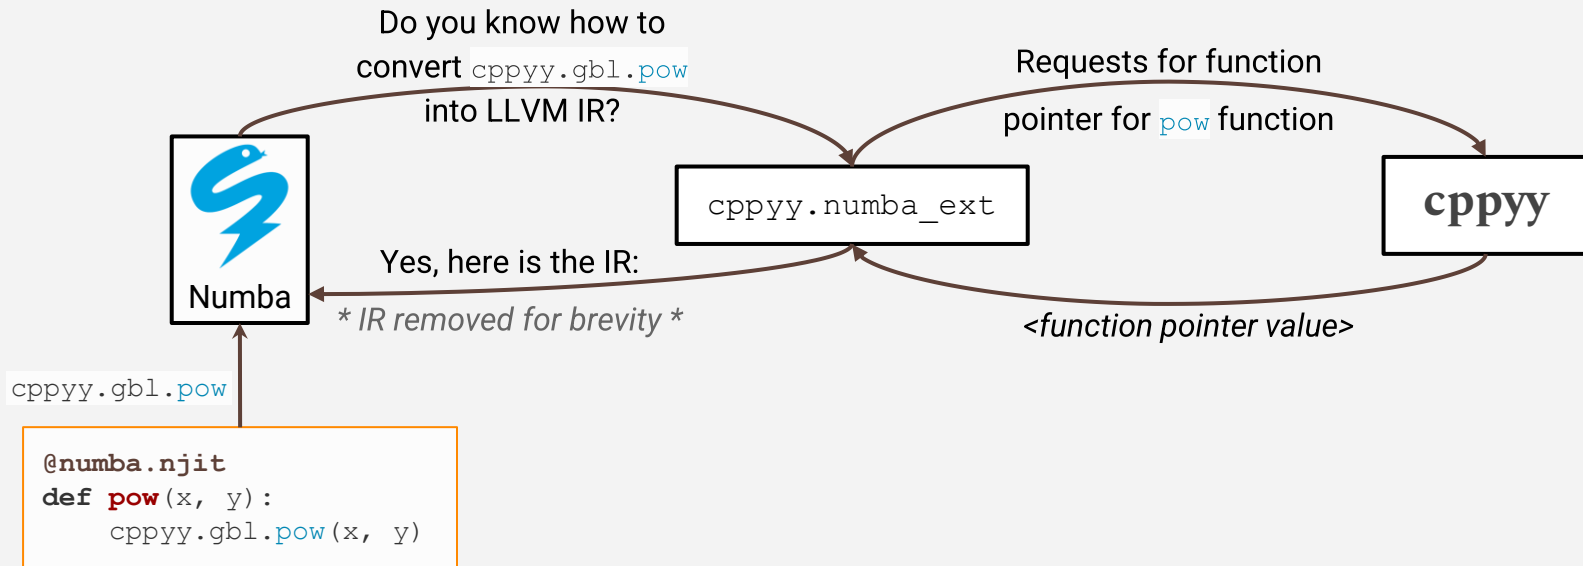 Do you know how to
convert cppyy.gbl.pow
into LLVM IR?
Requests for function
pointer for pow function
cppyy.numba_ext
cppyy
Numba
Yes, here is the IR:
* IR removed for brevity *
<function pointer value>
cppyy.gbl.pow
@numba.njit
def pow(x, y):
    cppyy.gbl.pow(x, y)